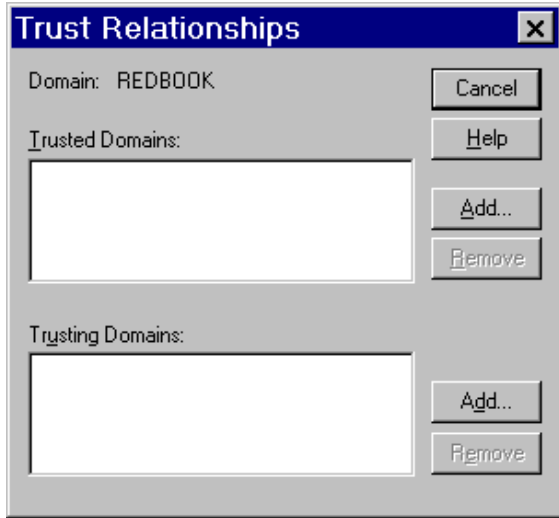 Trust Relationships
Domain: REDBOOK
Cancel
Help
Trusted Domains:
Add...
Remove
Trusting Domains:
Add...
Remove